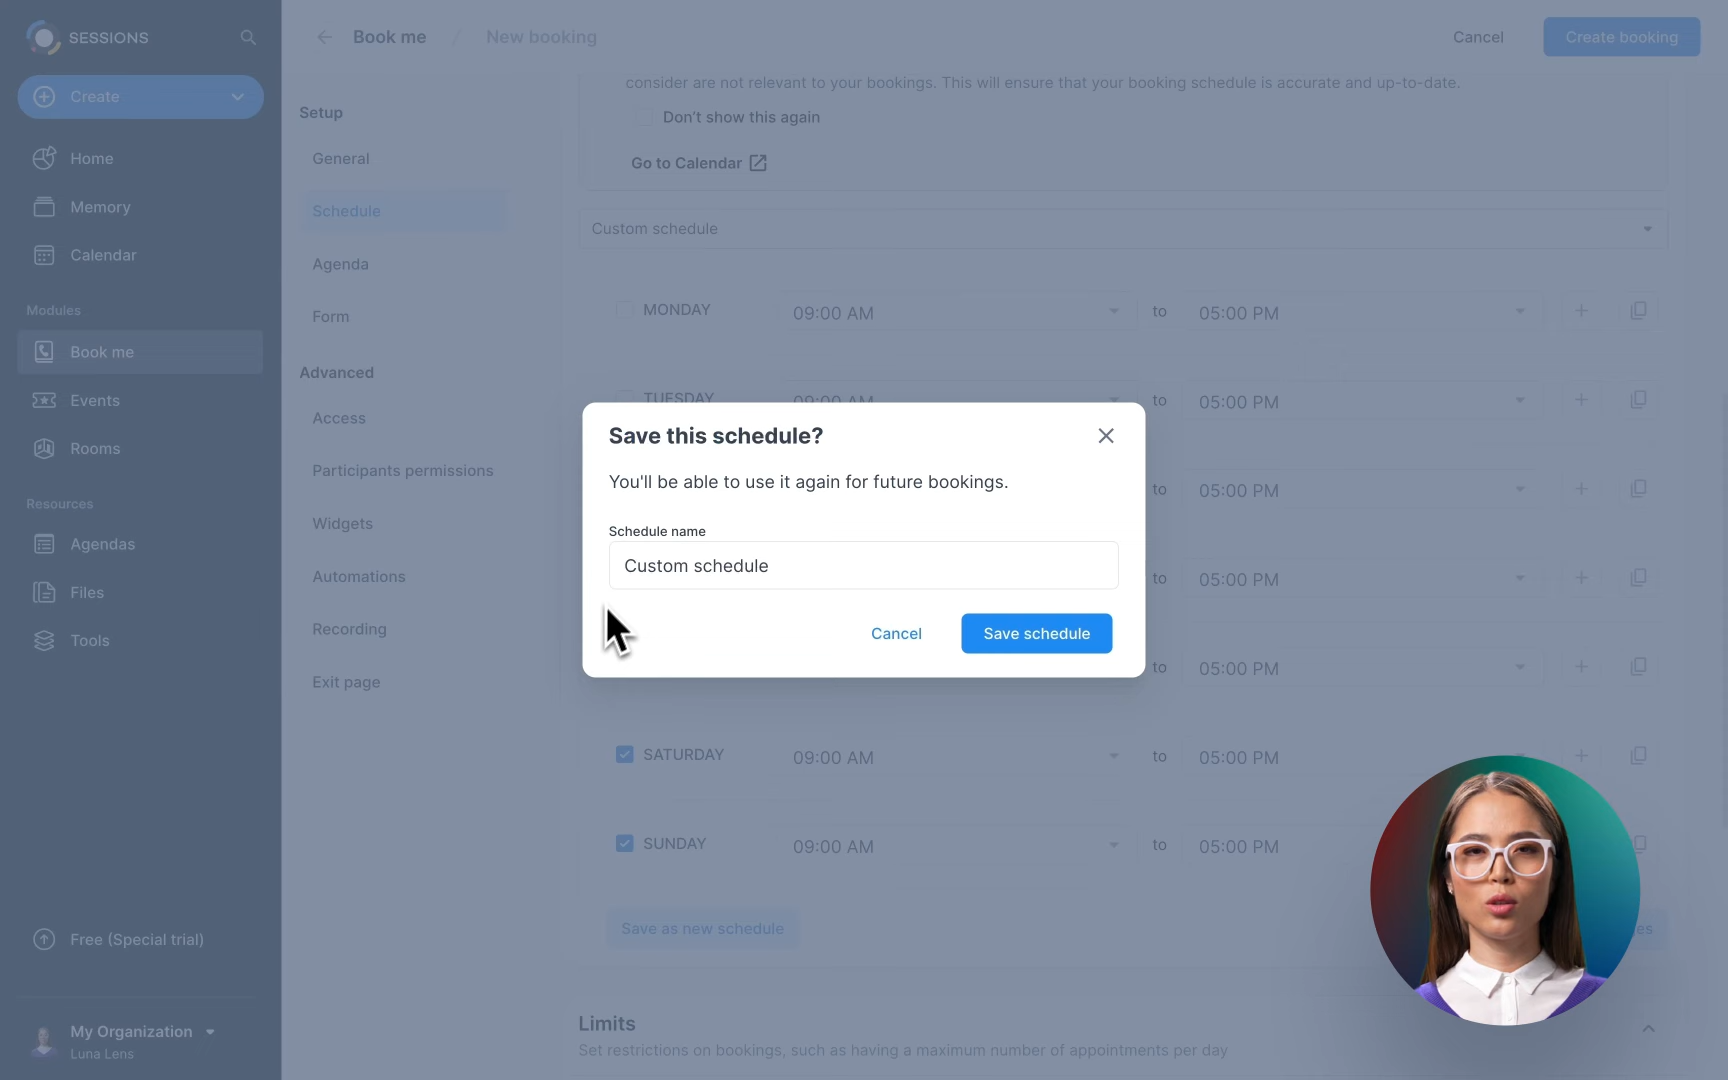 SESSIONS
Create
Home
Memory
Calendar
Modules
Book me
Events
Rooms
Resources
Agendas
Files
Tools
Free (Special trial)
My Organization
Luna Lens
Book me / New booking
Cancel
Create booking
Setup
General
Schedule
Agenda
Form
Advanced
Access
Participants permissions
Widgets
Automations
Recording
Exit page
consider are not relevant to your bookings. This will ensure that your booking schedule is accurate and up-to-date.
Don't show this again
Go to Calendar
Custom schedule
MONDAY 09:00 AM to 05:00 PM
TUESDAY 09:00 AM to 05:00 PM
to 05:00 PM
to 05:00 PM
to 05:00 PM
Save this schedule?
You'll be able to use it again for future bookings.
Schedule name
Custom schedule
Cancel
Save schedule
SATURDAY 09:00 AM to 05:00 PM
SUNDAY 09:00 AM to 05:00 PM
Save as new schedule
Limits
Set restrictions on bookings, such as having a maximum number of appointments per day